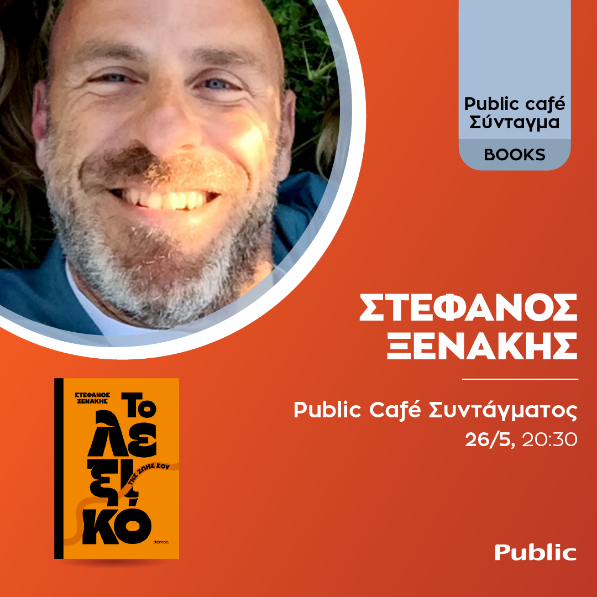 Public café
Σύνταγμα
BOOKS
ΣΤΕΦΑΝΟΣ
ΞΕΝΑΚΗΣ
Public Café Συντάγματος
26/5, 20:30
ΣΤΕΦΑΝΟΣ
ΞΕΝΑΚΗΣ
Το
λε
ξι
κό
ΤΗΣ ΖΩΗΣ ΣΟΥ
Public